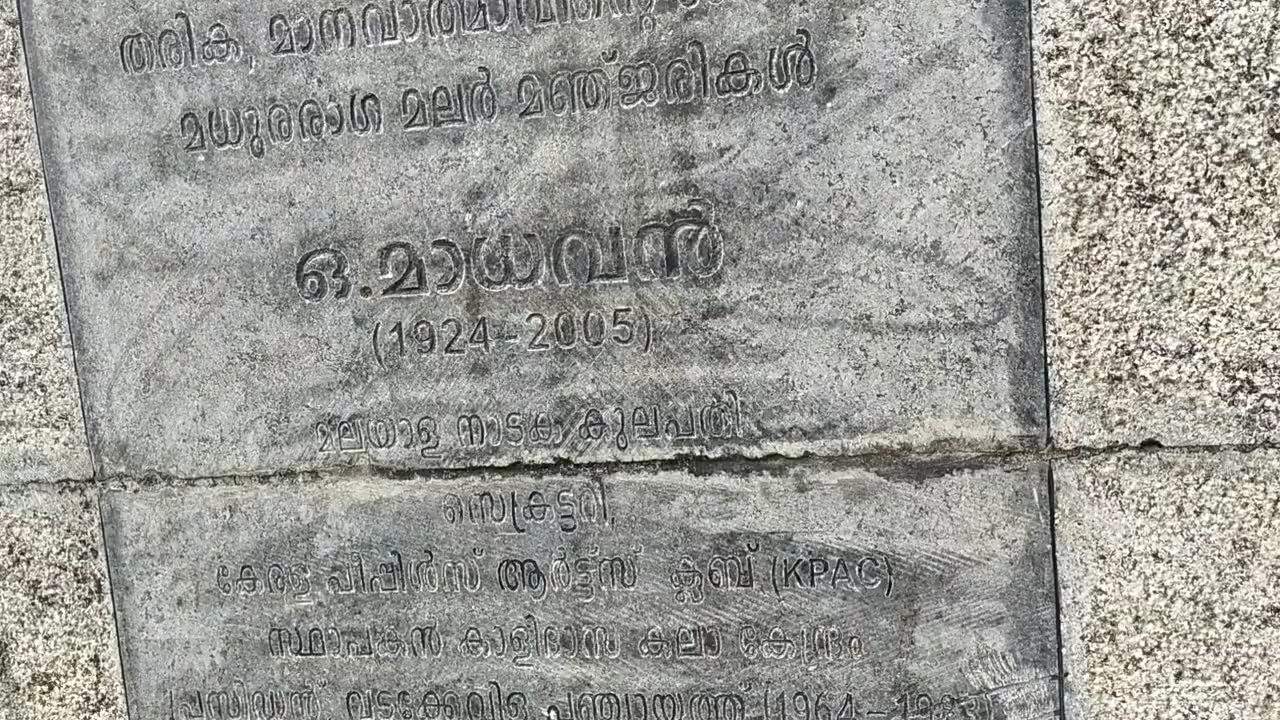 തരിക, മാനവാത്മാവിന്റെ
മധുരരാഗ മലർ മഞ്ജരികൾ
ഒ.മാധവൻ
(1924-2005)
മലയാള നാടക കുലപതി
സെക്രട്ടറി,
കേരള പീപ്പിൾസ് ആർട്ട്സ് ക്ലബ് (KPAC)
സ്ഥാപകൻ കാളിദാസ കലാ കേന്ദ്രം
പ്രസിഡന്റ്, വടക്കേവിള പഞ്ചായത്ത് (1964 –